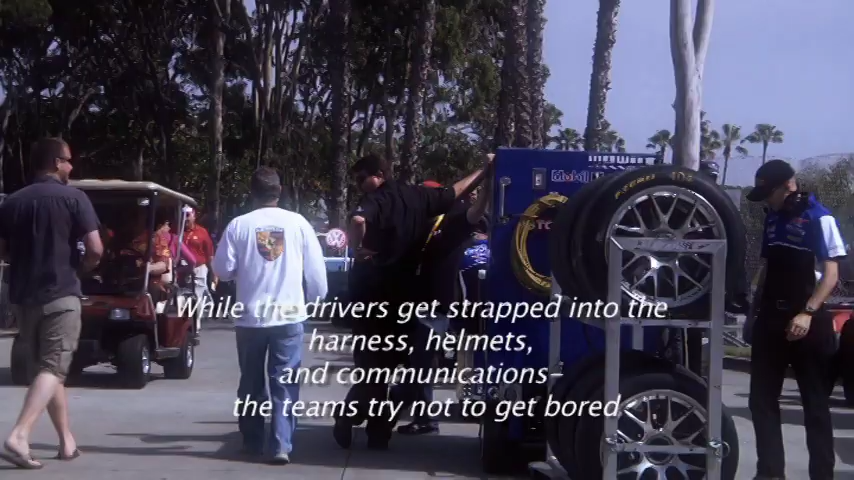 Mobil
While the drivers get strapped into the
harness, helmets,
and communications-
the teams try not to get bored